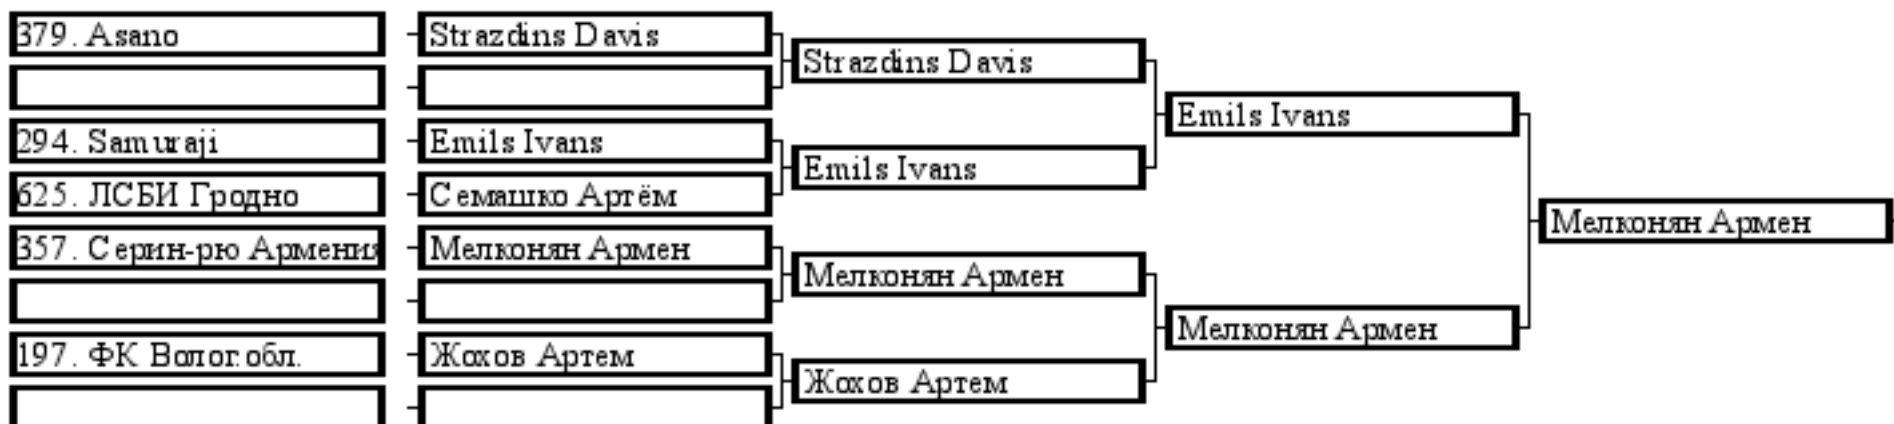 379. Asano
Strazdins Davis
Strazdins Davis
Emils Ivans
294. Samuraji
Emils Ivans
Emils Ivans
625. ЛСБИ Гродно
Семашко Артём
Мелконян Армен
357. Серин-рю Армения
Мелконян Армен
Мелконян Армен
Мелконян Армен
197. ФК Волог.обл.
Жохов Артем
Жохов Артем